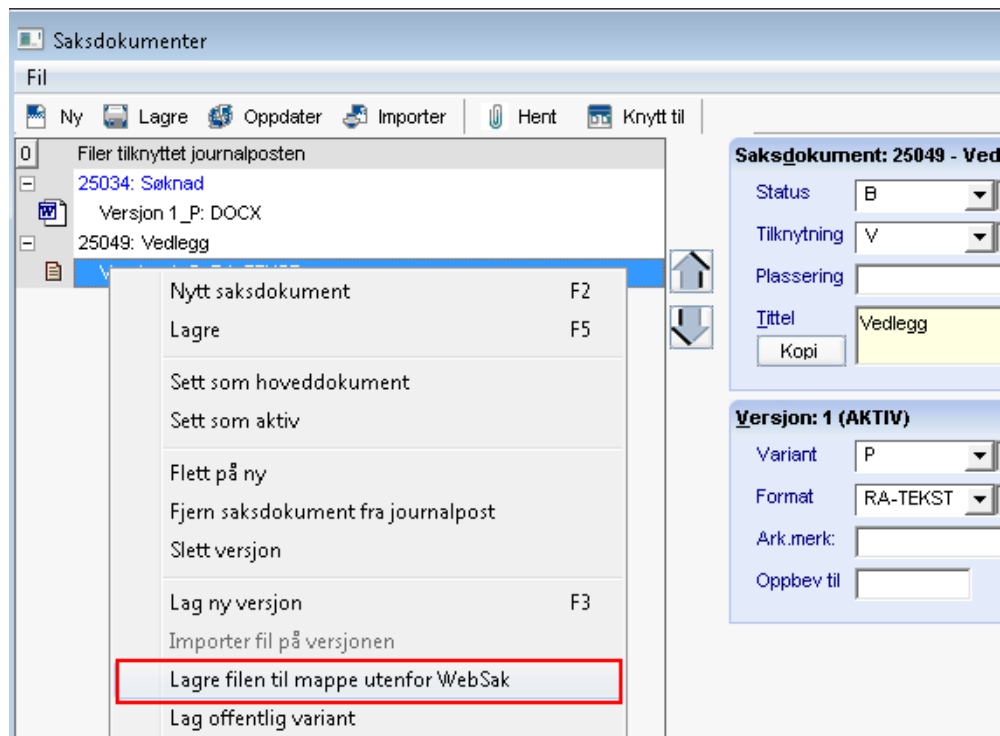 Saksdokumenter
Fil
Ny Lagre Oppdater Importer Hent Knytt til
0 Filer tilknyttet journalposten
25034: Søknad
Versjon 1_P: DOCX
25049: Vedlegg
Nytt saksdokument F2
Lagre F5
Sett som hoveddokument
Sett som aktiv
Flett på ny
Fjern saksdokument fra journalpost
Slett versjon
Lag ny versjon F3
Importer fil på versjonen
Lagre filen til mappe utenfor WebSak
Lag offentlig variant
Saksdokument: 25049 - Ved
Status B
Tilknytning V
Plassering
Tittel Vedlegg
Kopi
Versjon: 1 (AKTIV)
Variant P
Format RA-TEKST
Ark.merk:
Oppbev til